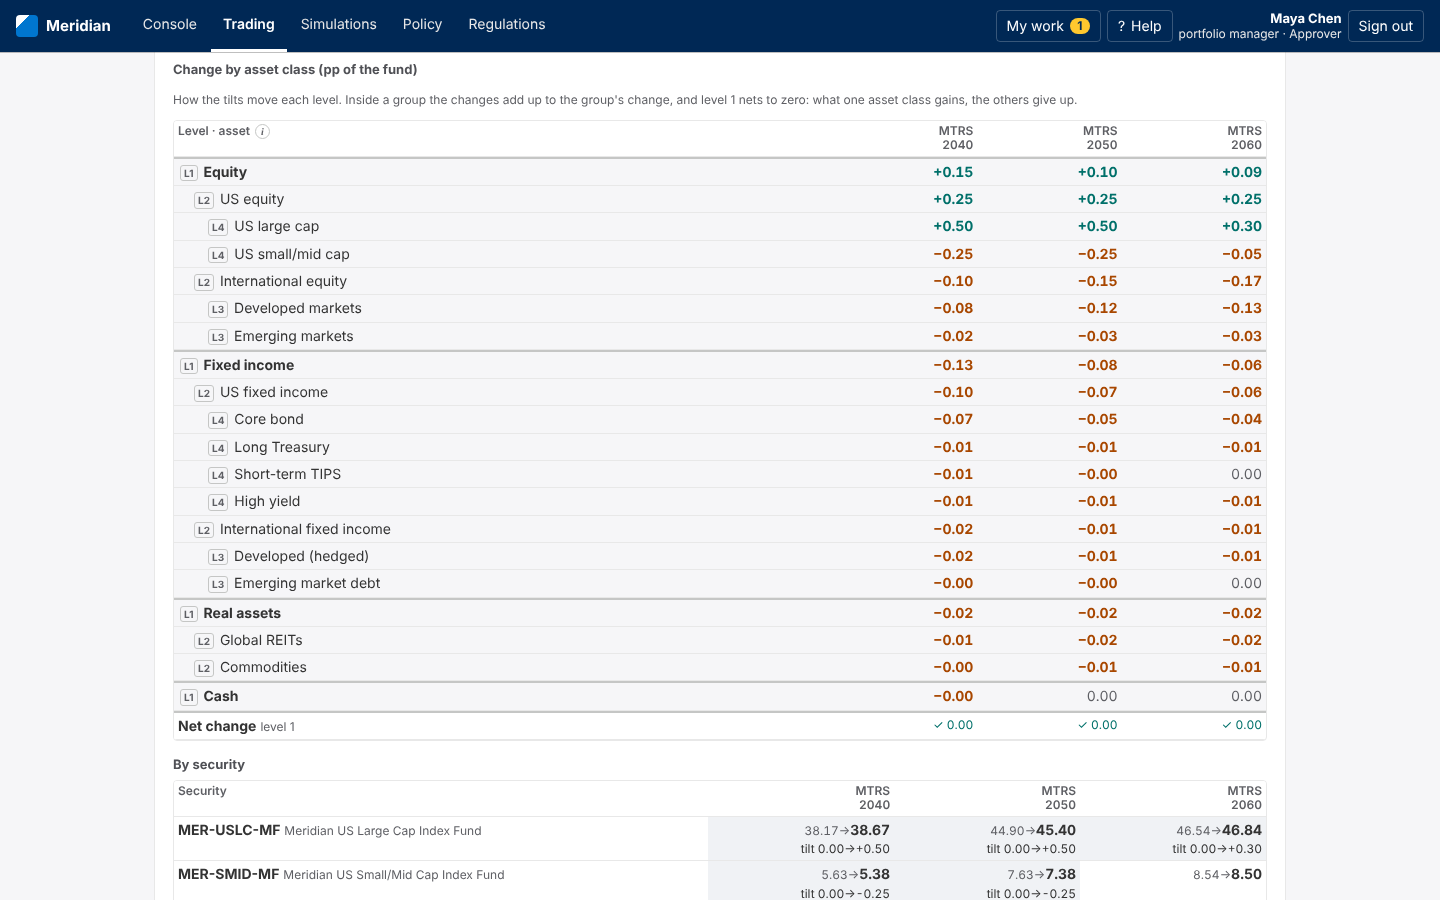 Meridian Console Trading Simulations Policy Regulations My work 1 ? Help Maya Chen Sign out
portfolio manager · Approver
Change by asset class (pp of the fund)
How the tilts move each level. Inside a group the changes add up to the group's change, and level 1 nets to zero: what one asset class gains, the others give up.
Level · asset i MTRS 2040 MTRS 2050 MTRS 2060
L1 Equity +0.15 +0.10 +0.09
L2 US equity +0.25 +0.25 +0.25
L4 US large cap +0.50 +0.50 +0.30
L4 US small/mid cap −0.25 −0.25 −0.05
L2 International equity −0.10 −0.15 −0.17
L3 Developed markets −0.08 −0.12 −0.13
L3 Emerging markets −0.02 −0.03 −0.03
L1 Fixed income −0.13 −0.08 −0.06
L2 US fixed income −0.10 −0.07 −0.06
L4 Core bond −0.07 −0.05 −0.04
L4 Long Treasury −0.01 −0.01 −0.01
L4 Short-term TIPS −0.01 −0.00 0.00
L4 High yield −0.01 −0.01 −0.01
L2 International fixed income −0.02 −0.01 −0.01
L3 Developed (hedged) −0.02 −0.01 −0.01
L3 Emerging market debt −0.00 −0.00 0.00
L1 Real assets −0.02 −0.02 −0.02
L2 Global REITs −0.01 −0.02 −0.02
L2 Commodities −0.00 −0.01 −0.01
L1 Cash −0.00 0.00 0.00
Net change level 1 ✓ 0.00 ✓ 0.00 ✓ 0.00
By security
Security MTRS 2040 MTRS 2050 MTRS 2060
MER-USLC-MF Meridian US Large Cap Index Fund 38.17→38.67 44.90→45.40 46.54→46.84
tilt 0.00→+0.50 tilt 0.00→+0.50 tilt 0.00→+0.30
MER-SMID-MF Meridian US Small/Mid Cap Index Fund 5.63→5.38 7.63→7.38 8.54→8.50
tilt 0.00→-0.25 tilt 0.00→-0.25